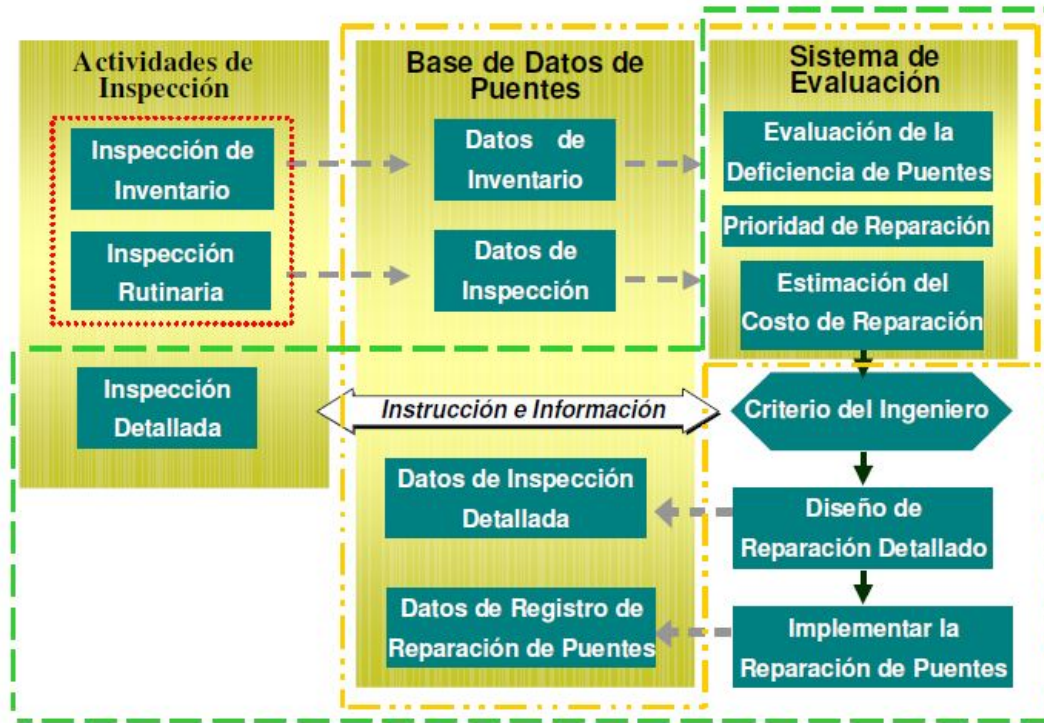 Actividades de
Inspección
Inspección de
Inventario
Inspección
Rutinaria
Inspección
Detallada
Base de Datos de
Puentes
Datos de
Inventario
Datos de
Inspección
Instrucción e Información
Datos de Inspección
Detallada
Datos de Registro de
Reparación de Puentes
Sistema de
Evaluación
Evaluación de la
Deficiencia de Puentes
Prioridad de Reparación
Estimación del
Costo de Reparación
Criterio del Ingeniero
Diseño de
Reparación Detallado
Implementar la
Reparación de Puentes